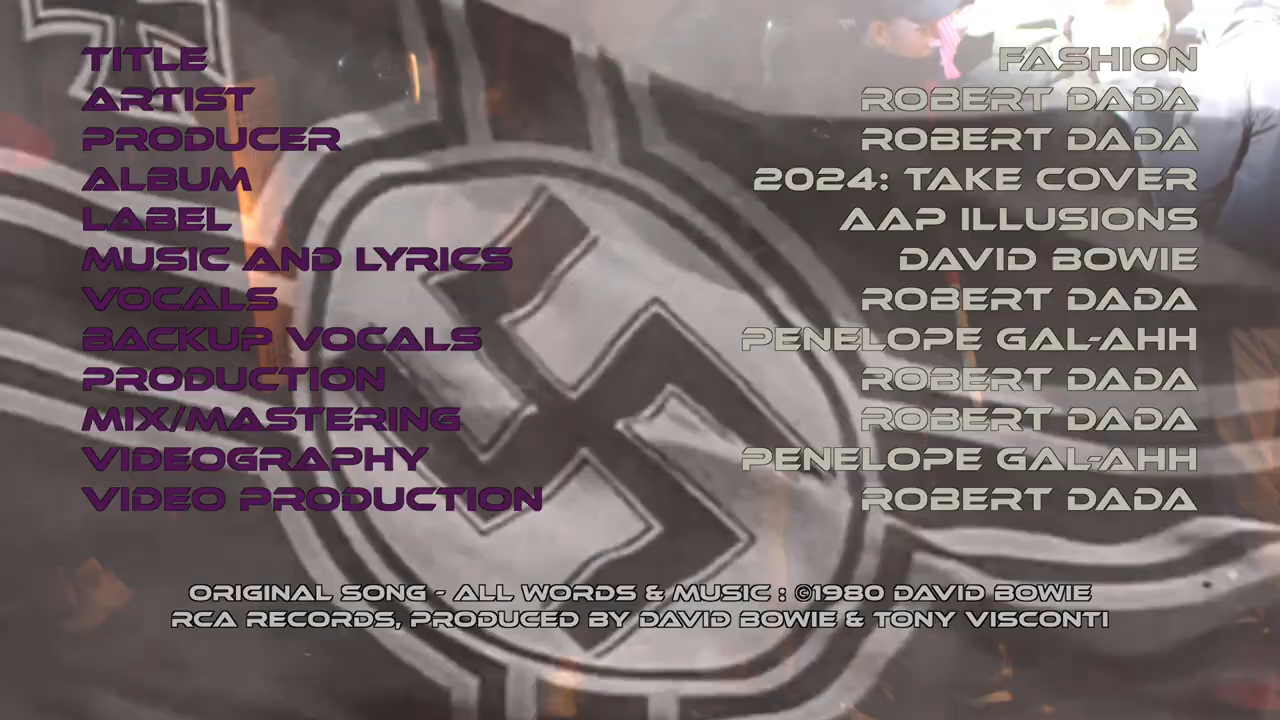 TITLE FASHION
ARTIST ROBERT DADA
PRODUCER ROBERT DADA
ALBUM 2024: TAKE COVER
LABEL AAP ILLUSIONS
MUSIC AND LYRICS DAVID BOWIE
VOCALS ROBERT DADA
BACKUP VOCALS PENELOPE GAL-AHH
PRODUCTION ROBERT DADA
MIX/MASTERING ROBERT DADA
VIDEOGRAPHY PENELOPE GAL-AHH
VIDEO PRODUCTION ROBERT DADA
ORIGINAL SONG - ALL WORDS & MUSIC : ©1980 DAVID BOWIE
RCA RECORDS, PRODUCED BY DAVID BOWIE & TONY VISCONTI